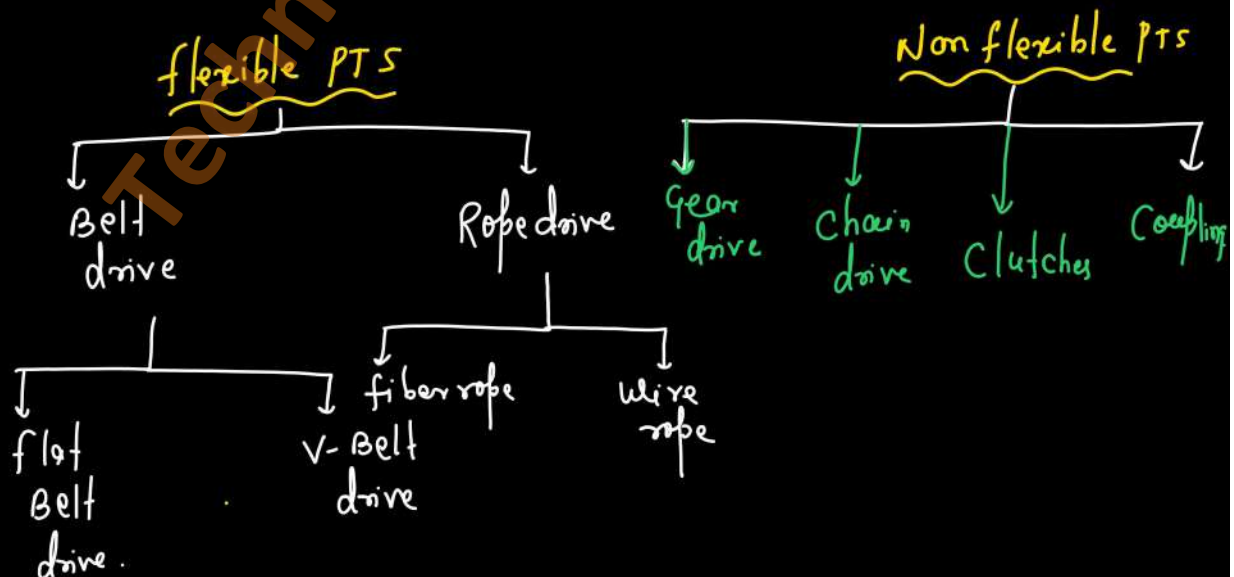 flexible PTS
Non flexible PTS
Belt
drive
Rope drive
Gear
drive
Chain
drive
Clutches
Coupling
fiber rope
Wire
rope
flat
Belt
drive.
V- Belt
drive
Techn